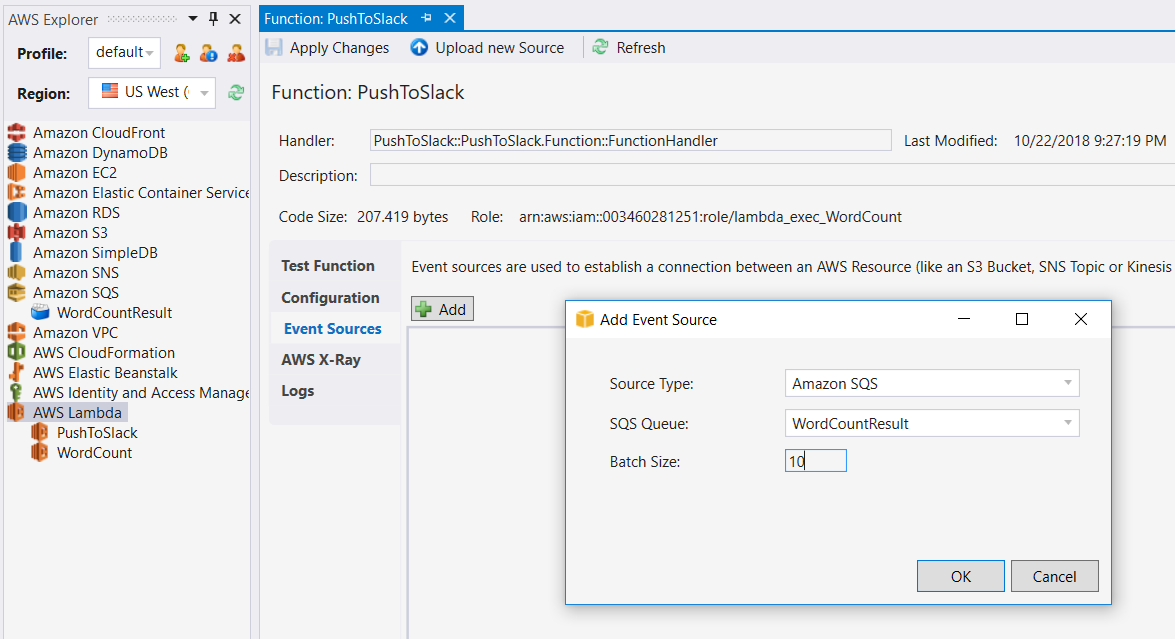 AWS Explorer
Profile: default
Region: US West (
Amazon CloudFront
Amazon DynamoDB
Amazon EC2
Amazon Elastic Container Service
Amazon RDS
Amazon S3
Amazon SimpleDB
Amazon SNS
Amazon SQS
WordCountResult
Amazon VPC
AWS CloudFormation
AWS Elastic Beanstalk
AWS Identity and Access Manage
AWS Lambda
PushToSlack
WordCount
Function: PushToSlack
Apply Changes Upload new Source Refresh
Function: PushToSlack
Handler: PushToSlack::PushToSlack.Function::FunctionHandler Last Modified: 10/22/2018 9:27:19 PM
Description:
Code Size: 207.419 bytes Role: arn:aws:iam::003460281251:role/lambda_exec_WordCount
Test Function
Configuration
Event Sources
AWS X-Ray
Logs
Event sources are used to establish a connection between an AWS Resource (like an S3 Bucket, SNS Topic or Kinesis
Add
Add Event Source
Source Type: Amazon SQS
SQS Queue: WordCountResult
Batch Size: 10
OK Cancel